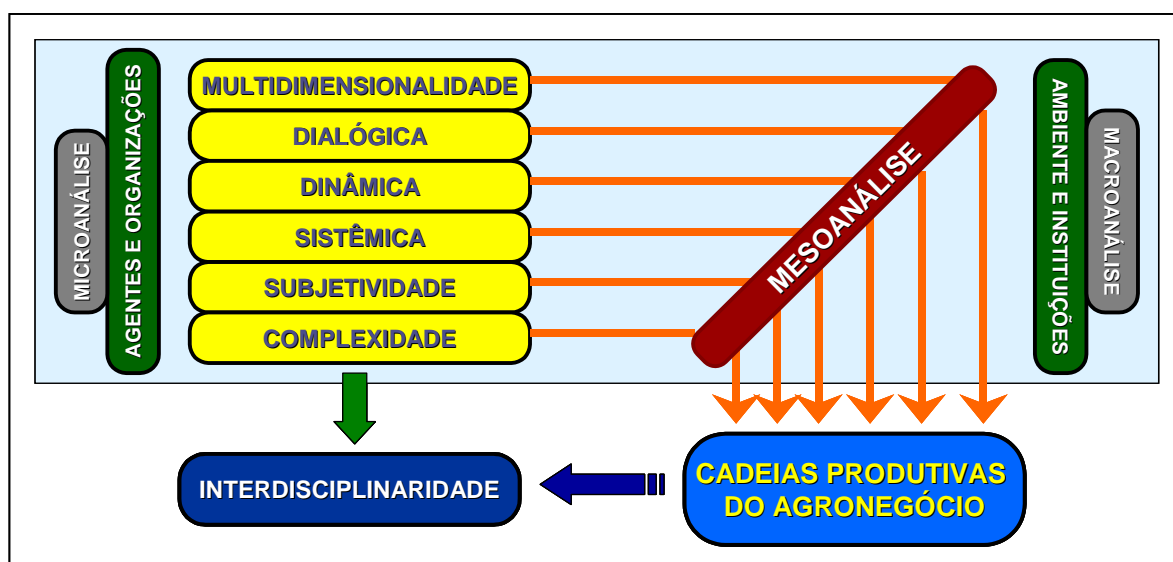 MICROANÁLISE
AGENTES E ORGANIZAÇÕES
MULTIDIMENSIONALIDADE
DIALÓGICA
DINÂMICA
SISTÊMICA
SUBJETIVIDADE
COMPLEXIDADE
MESOANÁLISE
AMBIENTE E INSTITUIÇÕES
MACROANÁLISE
INTERDISCIPLINARIDADE
CADEIAS PRODUTIVAS
DO AGRONEGÓCIO